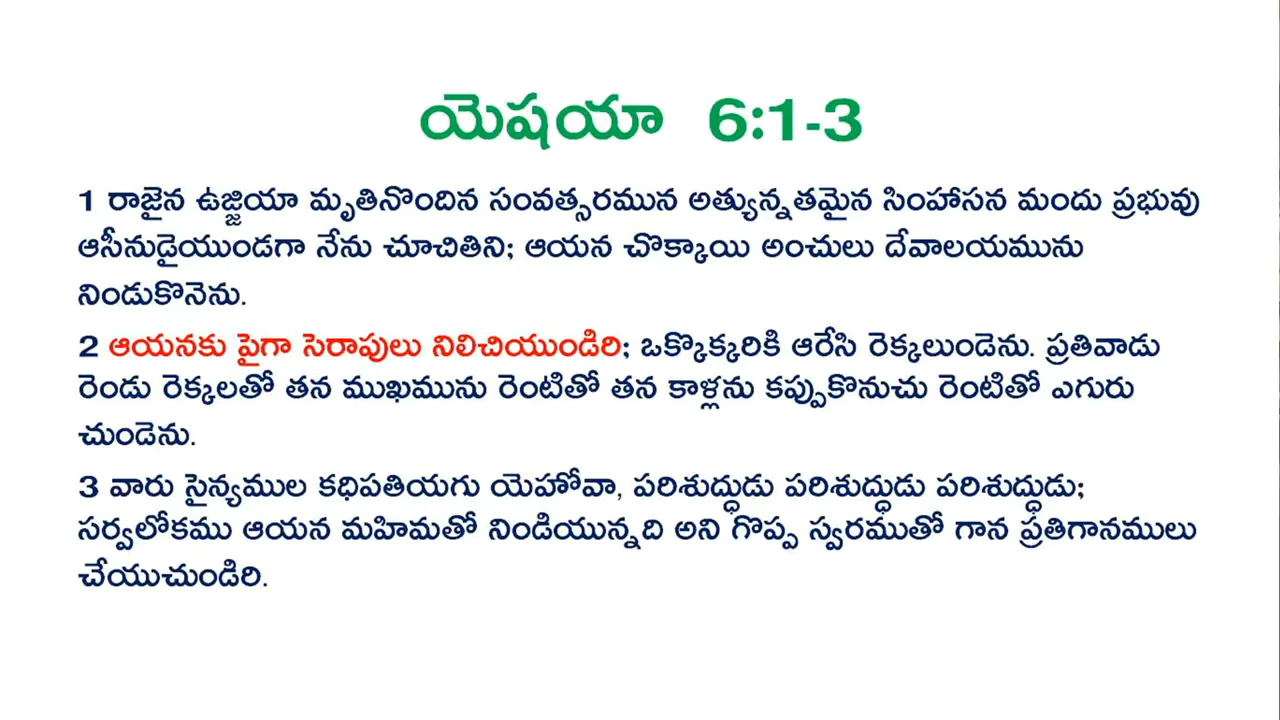 యెషయా 6:1-3
1 రాజైన ఉజ్జియా మృతినొందిన సంవత్సరమున అత్యున్నతమైన సింహాసన మందు ప్రభువు
ఆసీనుడైయుండగా నేను చూచితిని; ఆయన చొక్కాయి అంచులు దేవాలయమును
నిండుకొనెను.
2 ఆయనకు పైగా సెరాపులు నిలిచియుండిరి; ఒక్కొక్కరికి ఆరేసి రెక్కలుండెను. ప్రతివాడు
రెండు రెక్కలతో తన ముఖమును రెంటితో తన కాళ్లను కప్పుకొనుచు రెంటితో ఎగురు
చుండెను.
3 వారు సైన్యముల కధిపతియగు యెహోవా, పరిశుద్ధుడు పరిశుద్ధుడు పరిశుద్ధుడు;
సర్వలోకము ఆయన మహిమతో నిండియున్నది అని గొప్ప స్వరముతో గాన ప్రతిగానములు
చేయుచుండిరి.